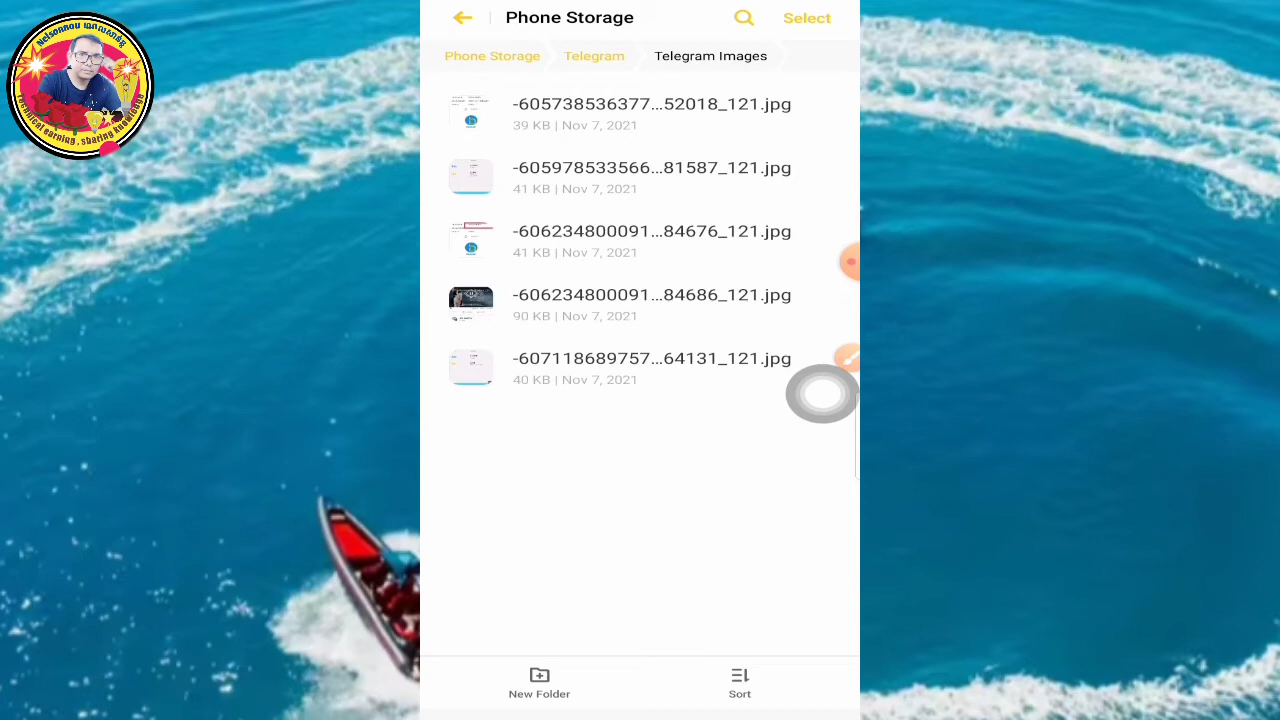 Phone Storage
Select
Phone Storage
Telegram
Telegram Images
-605738536377...52018_121.jpg
39 KB | Nov 7, 2021
-605978533566...81587_121.jpg
41 KB | Nov 7, 2021
-606234800091...84676_121.jpg
41 KB | Nov 7, 2021
-606234800091...84686_121.jpg
90 KB | Nov 7, 2021
-607118689757...64131_121.jpg
40 KB | Nov 7, 2021
New Folder
Sort